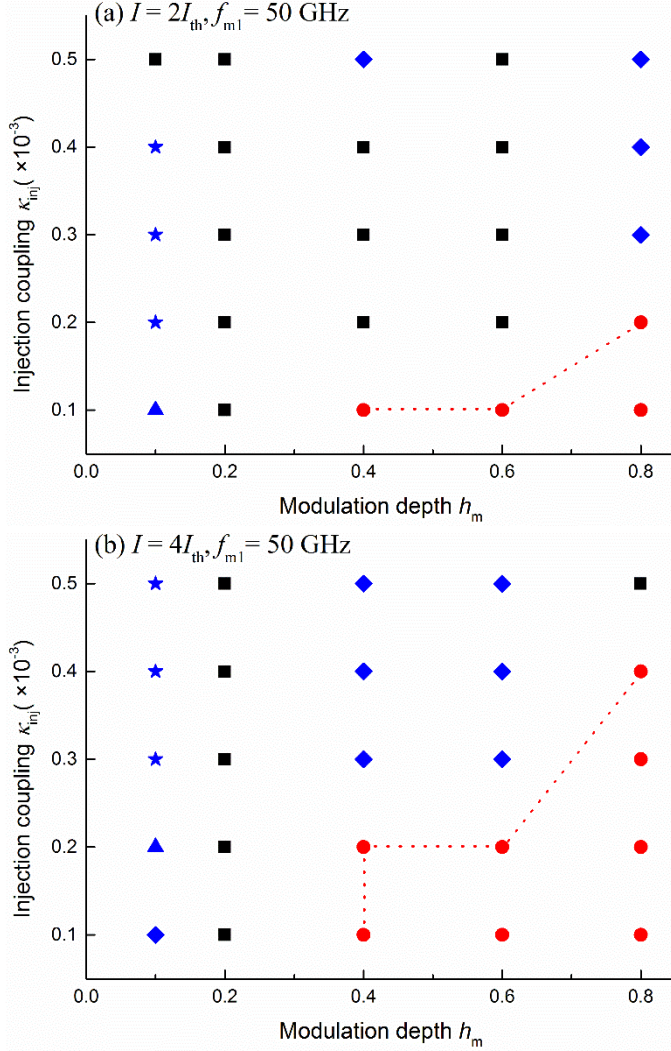 (a) I = 2Ith, fm1 = 50 GHz
0.5
0.4
0.3
0.2
0.1
Injection coupling κinj( ×10-3)
0.0 0.2 0.4 0.6 0.8
Modulation depth hm
(b) I = 4Ith, fm1 = 50 GHz
0.5
0.4
0.3
0.2
0.1
Injection coupling κinj( ×10-3)
0.0 0.2 0.4 0.6 0.8
Modulation depth hm